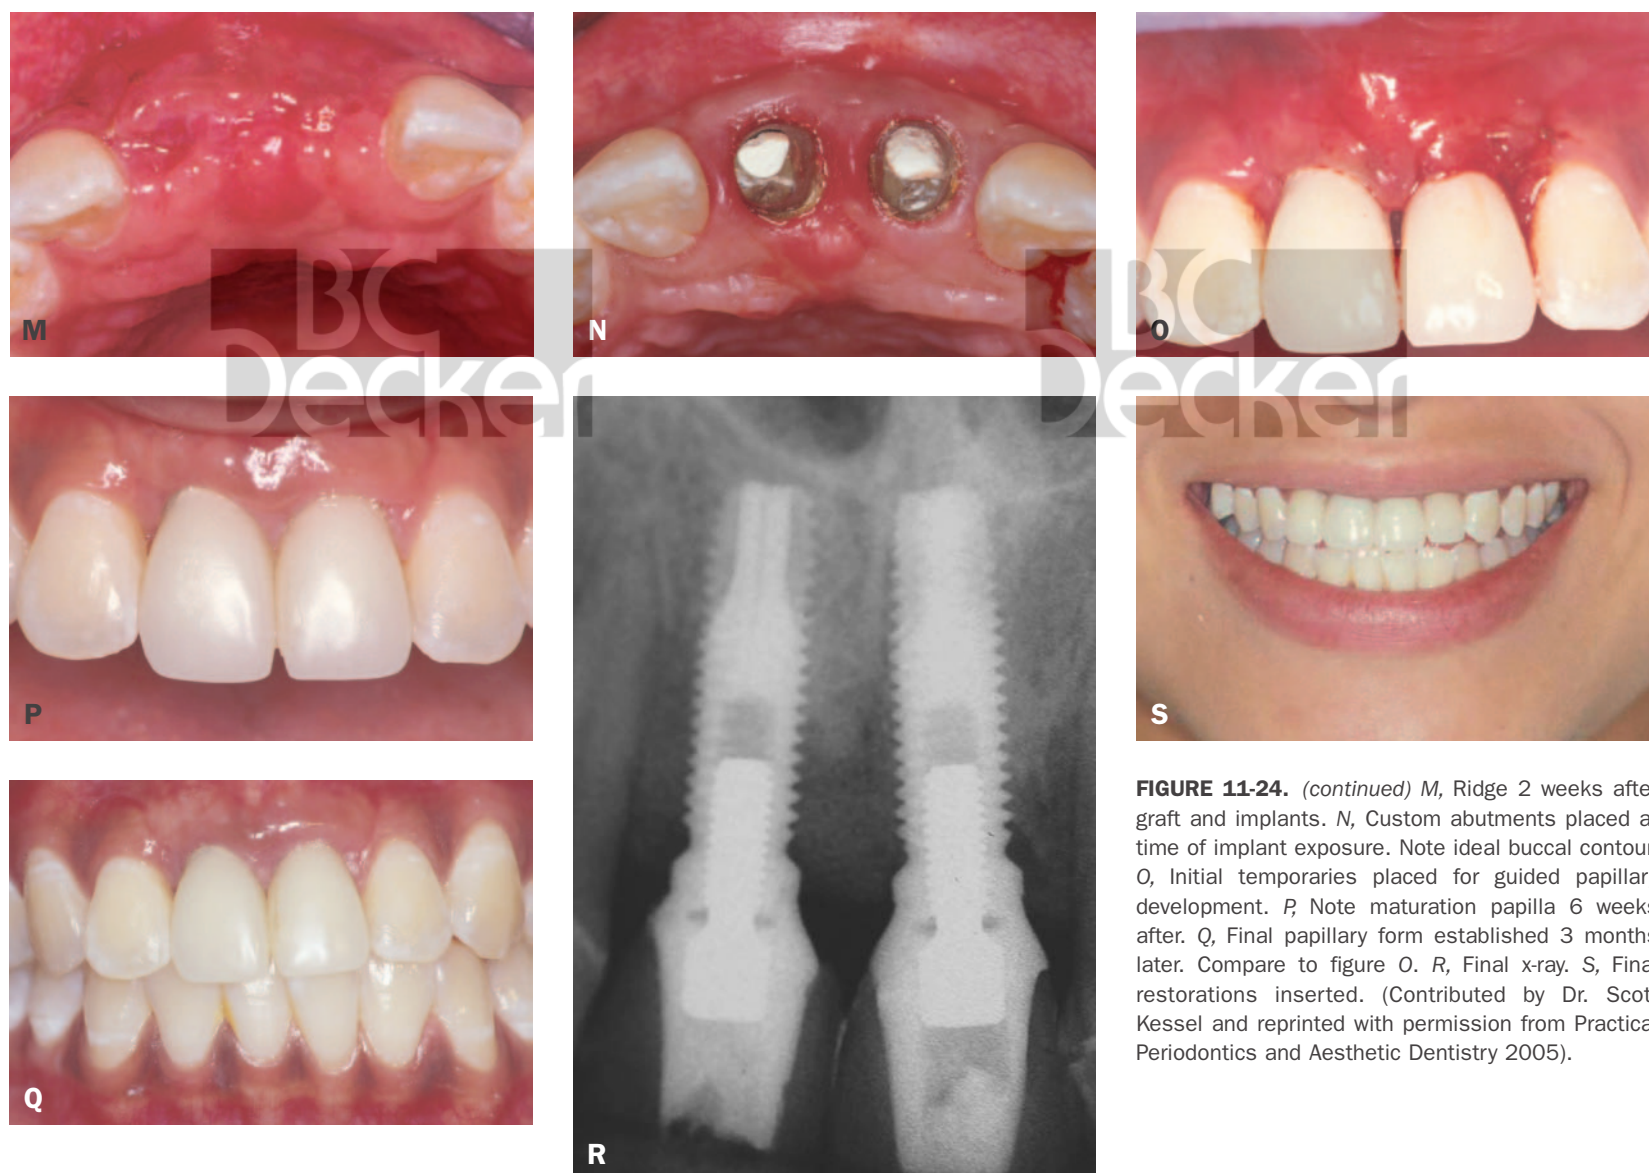 M
N
O
P
Q
R
S
BC
Decker
BC
Decker
FIGURE 11-24. (continued) M, Ridge 2 weeks afte
graft and implants. N, Custom abutments placed a
time of implant exposure. Note ideal buccal contour
O, Initial temporaries placed for guided papillar
development. P, Note maturation papilla 6 weeks
after. Q, Final papillary form established 3 months
later. Compare to figure O. R, Final x-ray. S, Fina
restorations inserted. (Contributed by Dr. Scot
Kessel and reprinted with permission from Practica
Periodontics and Aesthetic Dentistry 2005).